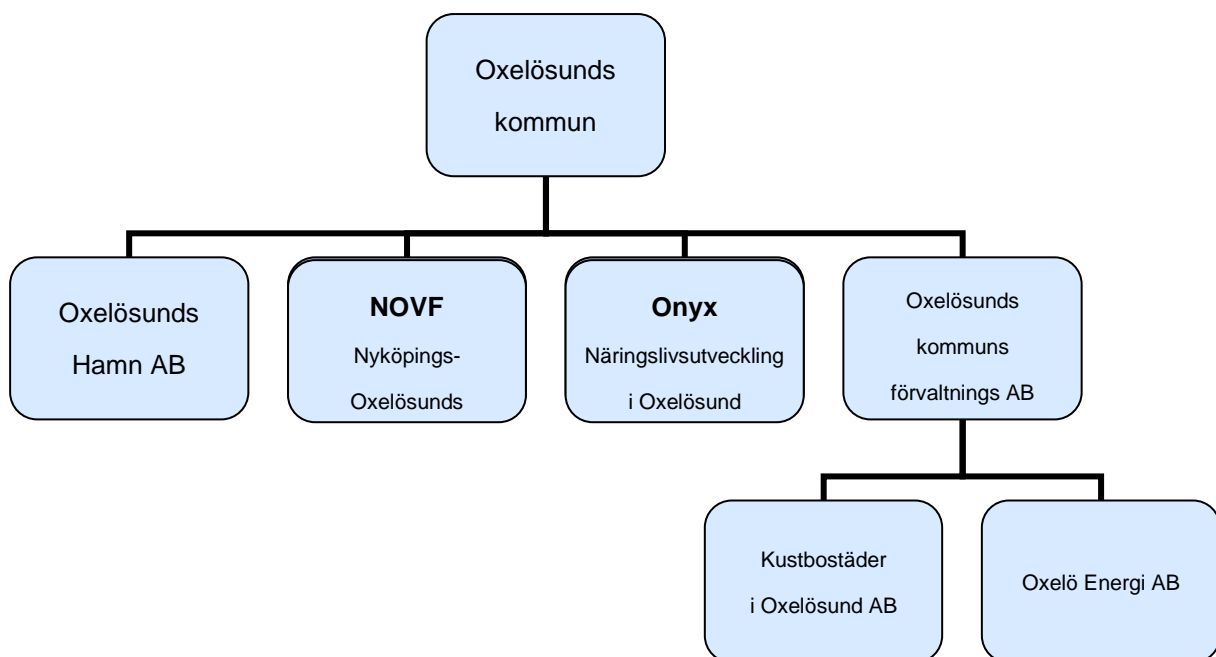 Oxelösunds
kommun
Oxelösunds
Hamn AB
NOVF
Nyköpings-
Oxelösunds
Onyx
Näringslivsutveckling
i Oxelösund
Oxelösunds
kommuns
förvaltnings AB
Kustbostäder
i Oxelösund AB
Oxelö Energi AB